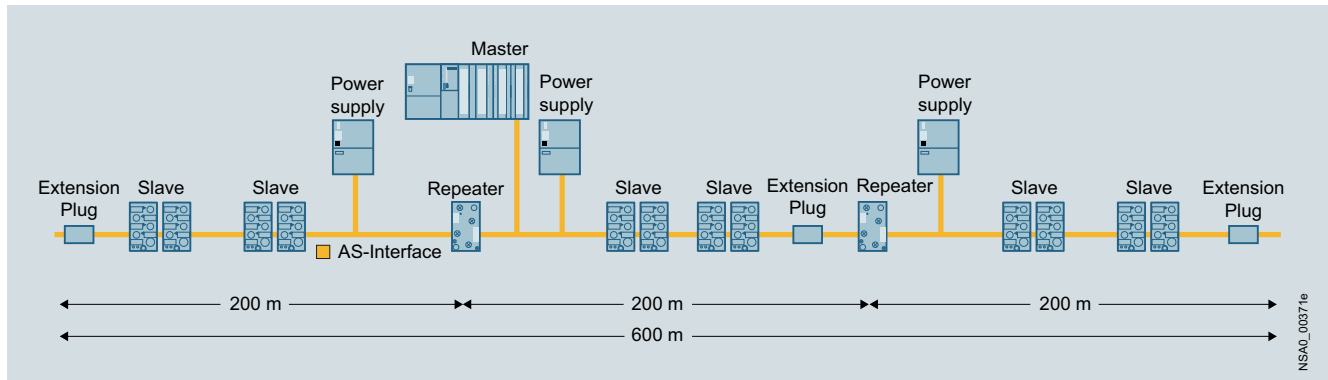 Master
Power
supply
Power
supply
Power
supply
Extension
Plug
Slave
Slave
Repeater
Slave
Slave
Extension
Plug
Repeater
Slave
Slave
Extension
Plug
AS-Interface
200 m
200 m
200 m
600 m
NSA0_00371e